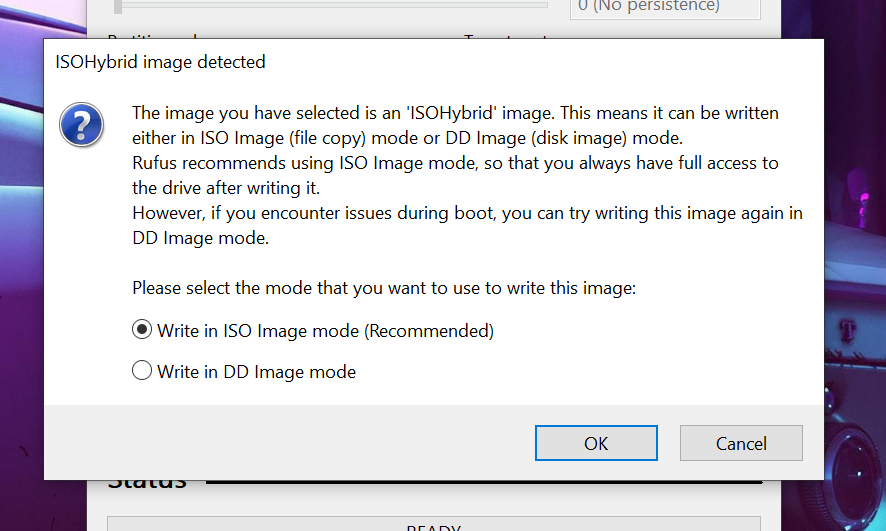 0 (No persistence)
ISOHybrid image detected
The image you have selected is an 'ISOHybrid' image. This means it can be written
either in ISO Image (file copy) mode or DD Image (disk image) mode.
Rufus recommends using ISO Image mode, so that you always have full access to
the drive after writing it.
However, if you encounter issues during boot, you can try writing this image again in
DD Image mode.
Please select the mode that you want to use to write this image:
Write in ISO Image mode (Recommended)
Write in DD Image mode
OK
Cancel
Status
READY